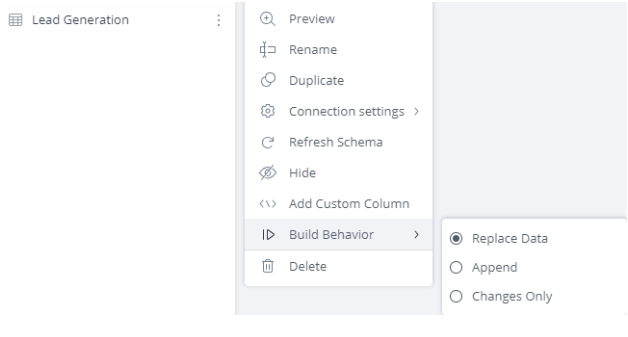 Lead Generation
Preview
Rename
Duplicate
Connection settings
Refresh Schema
Hide
Add Custom Column
Build Behavior
Delete
Replace Data
Append
Changes Only